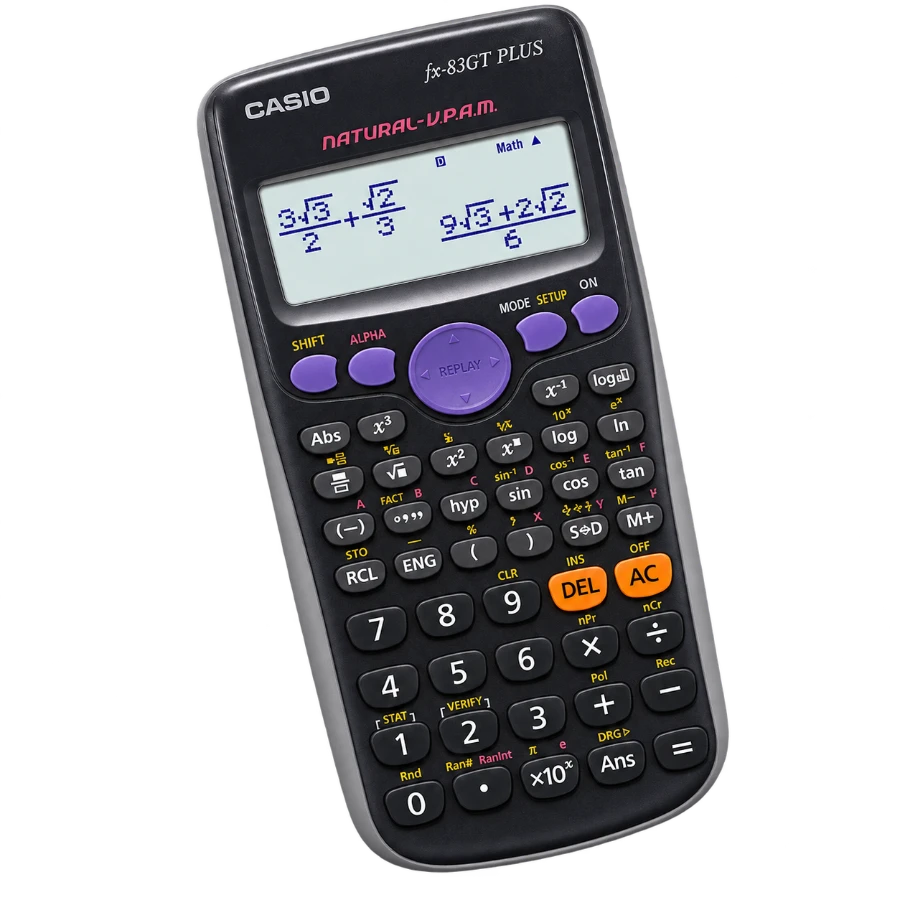 fx-83GT PLUS
CASIO
NATURAL-V.P.A.M.
D Math ▲
3√3/2 + √2/3
(9√3+2√2)/6
MODE SETUP ON
SHIFT ALPHA
REPLAY
x⁻¹
10ˣ eˣ
Abs x³ x² log ln
sin⁻¹ D cos⁻¹ E tan⁻¹ F
√ hyp sin cos tan
A FACT B C
(−) °,,, ( ) S⇔D M+
% , X Y M−
STO
RCL ENG
CLR INS OFF
7 8 9 DEL AC
nPr nCr
4 5 6 × ÷
Pol Rec
STAT VERIFY
1 2 3 + −
Rnd Ran# RanInt π e DRG▷
0 . ×10ˣ Ans =